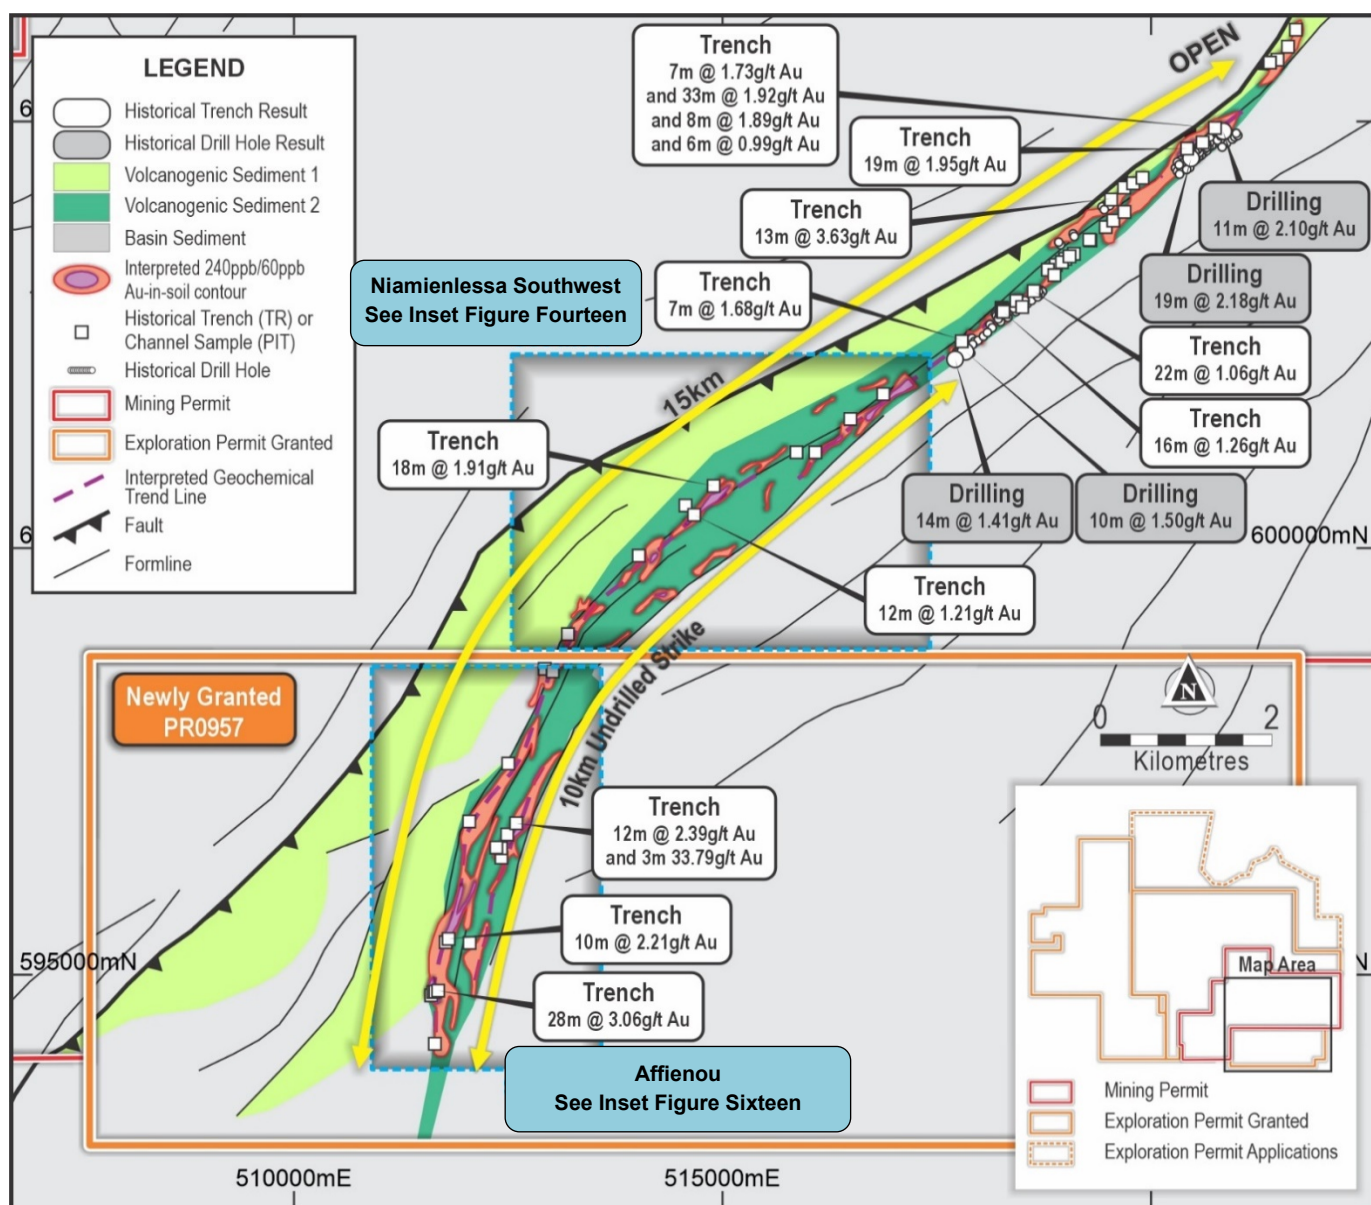 LEGEND
Historical Trench Result
Historical Drill Hole Result
Volcanogenic Sediment 1
Volcanogenic Sediment 2
Basin Sediment
Interpreted 240ppb/60ppb
Au-in-soil contour
Historical Trench (TR) or
Channel Sample (PIT)
Historical Drill Hole
Mining Permit
Exploration Permit Granted
Interpreted Geochemical
Trend Line
Fault
Formline
6
6
Trench
7m @ 1.73g/t Au
and 33m @ 1.92g/t Au
and 8m @ 1.89g/t Au
and 6m @ 0.99g/t Au
OPEN
Trench
19m @ 1.95g/t Au
Trench
13m @ 3.63g/t Au
Drilling
11m @ 2.10g/t Au
Niamienlessa Southwest
See Inset Figure Fourteen
Trench
7m @ 1.68g/t Au
Drilling
19m @ 2.18g/t Au
Trench
22m @ 1.06g/t Au
15km
Trench
18m @ 1.91g/t Au
Trench
16m @ 1.26g/t Au
Drilling
14m @ 1.41g/t Au
Drilling
10m @ 1.50g/t Au
600000mN
Trench
12m @ 1.21g/t Au
10km Undrilled Strike
Newly Granted
PR0957
N
0 2
Kilometres
Trench
12m @ 2.39g/t Au
and 3m 33.79g/t Au
Trench
10m @ 2.21g/t Au
595000mN
N
Trench
28m @ 3.06g/t Au
Affienou
See Inset Figure Sixteen
Map Area
Mining Permit
Exploration Permit Granted
Exploration Permit Applications
510000mE
515000mE